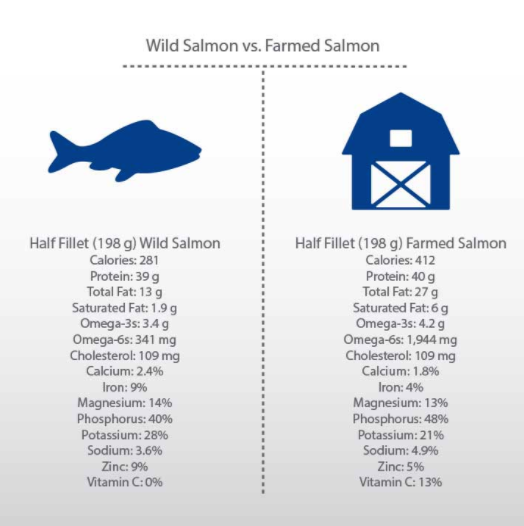 Wild Salmon vs. Farmed Salmon
Half Fillet (198 g) Wild Salmon
Calories: 281
Protein: 39 g
Total Fat: 13 g
Saturated Fat: 1.9 g
Omega-3s: 3.4 g
Omega-6s: 341 mg
Cholesterol: 109 mg
Calcium: 2.4%
Iron: 9%
Magnesium: 14%
Phosphorus: 40%
Potassium: 28%
Sodium: 3.6%
Zinc: 9%
Vitamin C: 0%
Half Fillet (198 g) Farmed Salmon
Calories: 412
Protein: 40 g
Total Fat: 27 g
Saturated Fat: 6 g
Omega-3s: 4.2 g
Omega-6s: 1,944 mg
Cholesterol: 109 mg
Calcium: 1.8%
Iron: 4%
Magnesium: 13%
Phosphorus: 48%
Potassium: 21%
Sodium: 4.9%
Zinc: 5%
Vitamin C: 13%